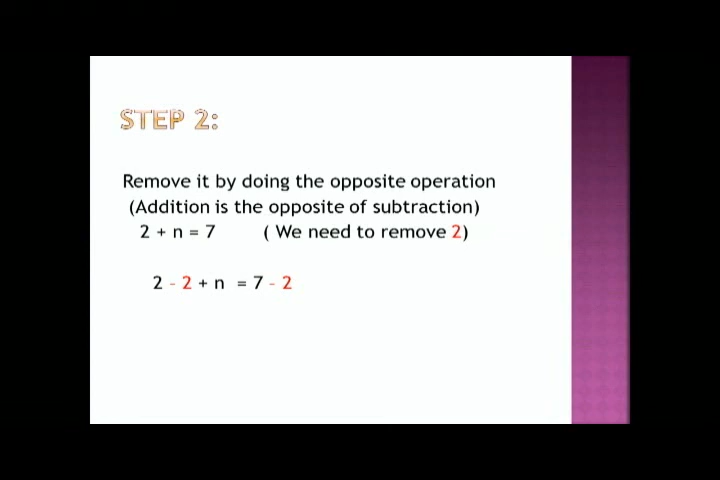 STEP 2:
Remove it by doing the opposite operation
(Addition is the opposite of subtraction)
2 + n = 7 ( We need to remove 2)
2 - 2 + n = 7 - 2